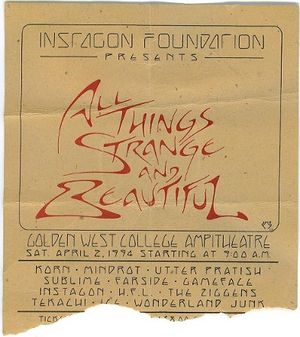 INSTAGON FOUNDATION
PRESENTS
ALL
THINGS
STRANGE
AND
BEAUTIFUL
GOLDEN WEST COLLEGE AMPITHEATRE
SAT. APRIL 2, 1994 STARTING AT 9:00 A.M.
KORN · MINDROT · UTTER PRATISH
SUBLIME · FARSIDE · GAMEFACE
INSTAGON · H.F.L. · THE ZIGGENS
TEKACHI · ICE · WONDERLAND JUNK